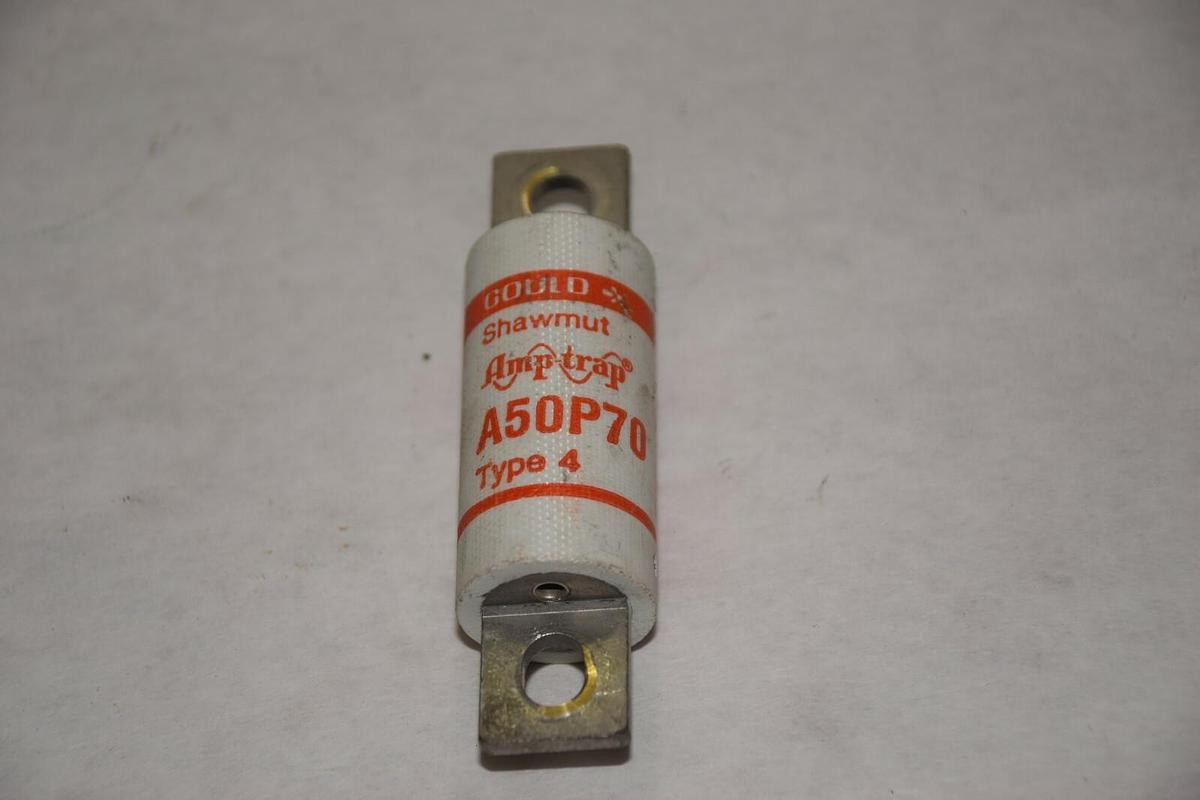 GOULD
Shawmut
Amp-trap®
A50P70
Type 4